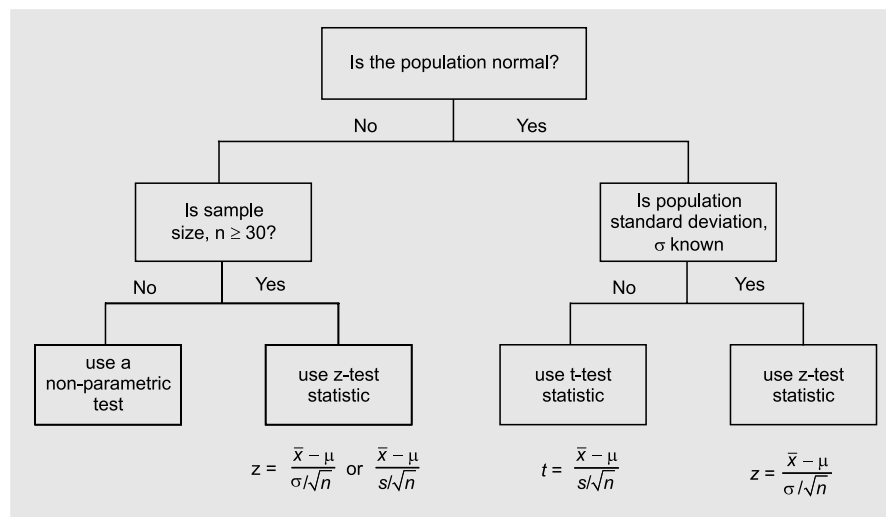 Is the population normal?
No
Yes
Is sample
size, n ≥ 30?
Is population
standard deviation,
σ known
No
Yes
No
Yes
use a
non-parametric
test
use z-test
statistic
use t-test
statistic
use z-test
statistic
z = x̄ − μ / σ/√n or x̄ − μ / s/√n
t = x̄ − μ / s/√n
z = x̄ − μ / σ/√n